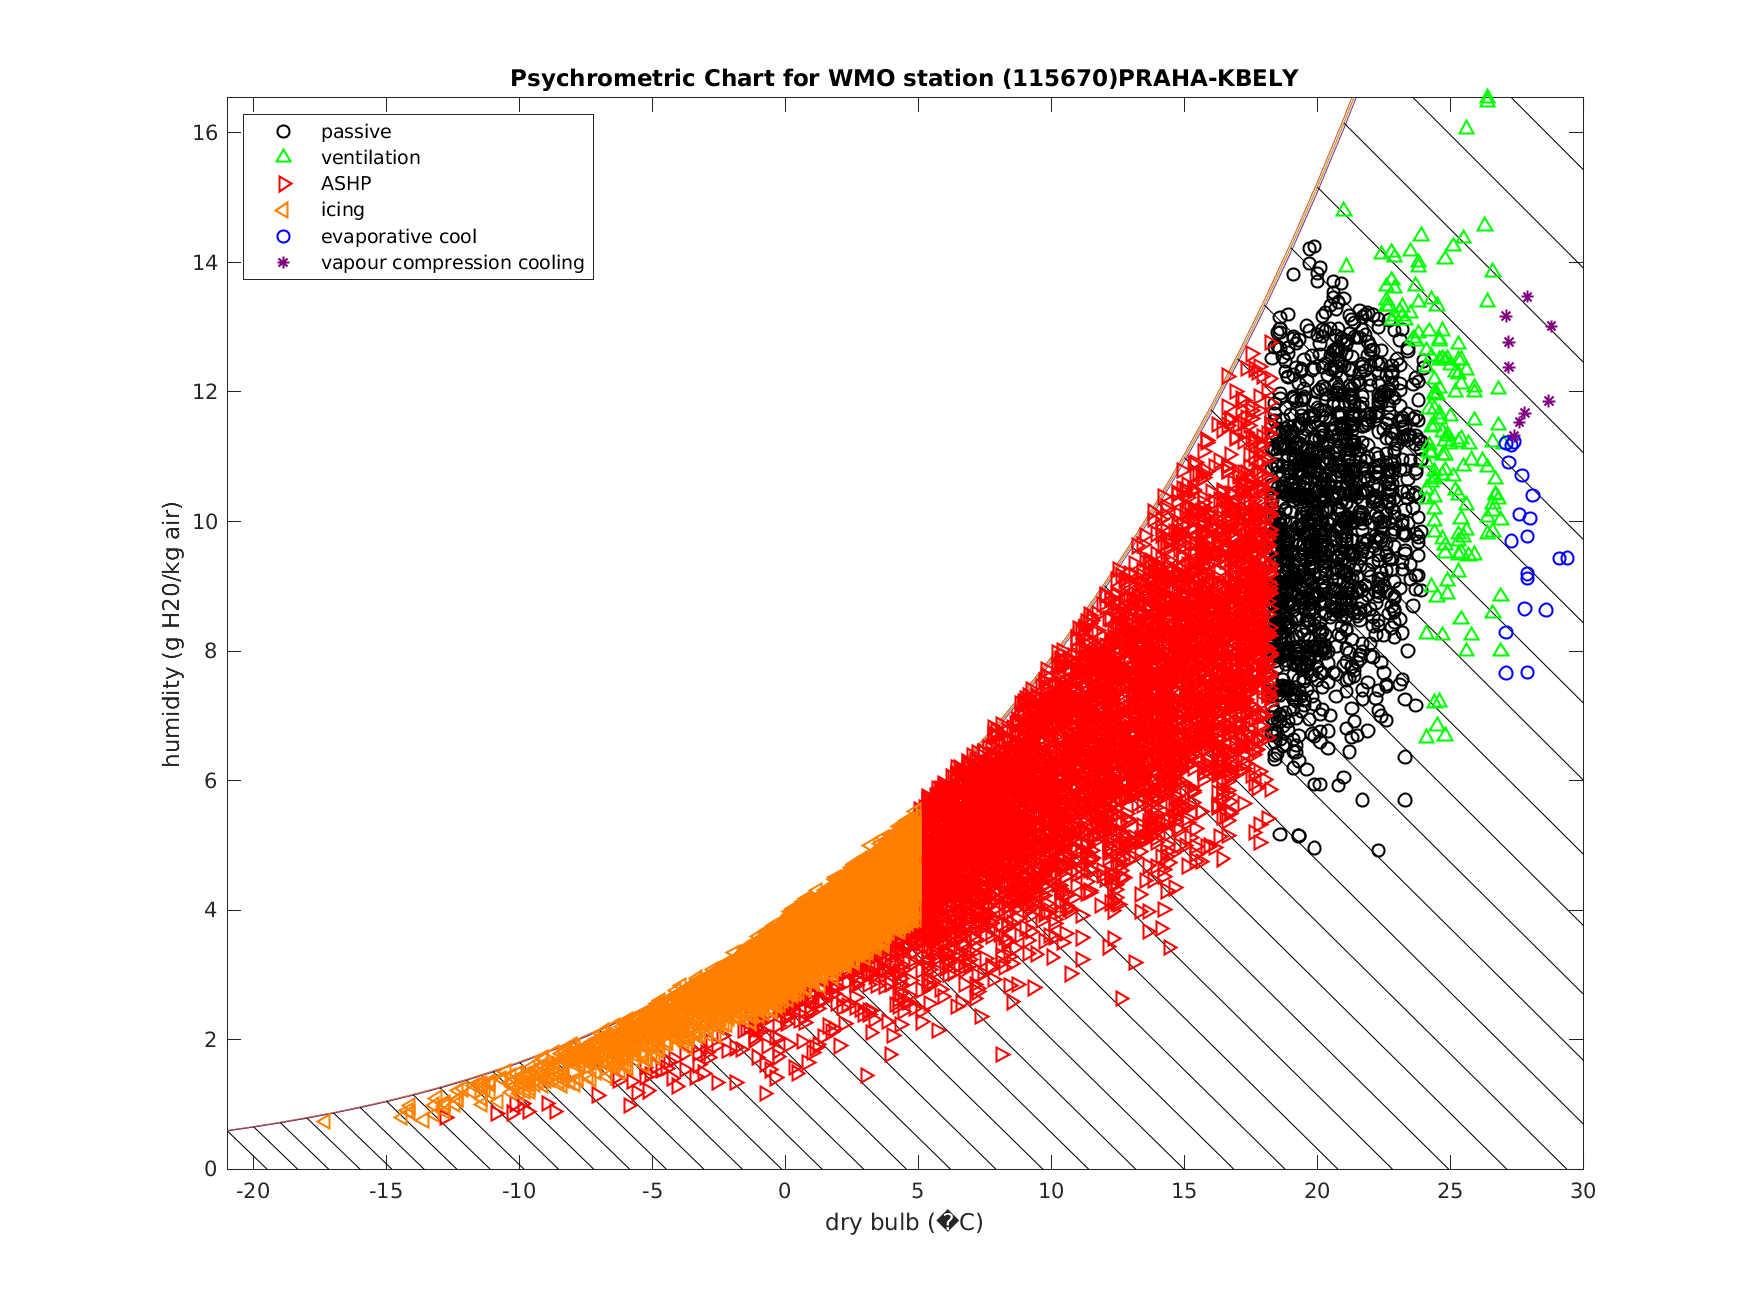 Psychrometric Chart for WMO station (115670)PRAHA-KBELY
passive
ventilation
ASHP
icing
evaporative cool
vapour compression cooling
humidity (g H20/kg air)
16
14
12
10
8
6
4
2
0
-20 -15 -10 -5 0 5 10 15 20 25 30
dry bulb (�C)